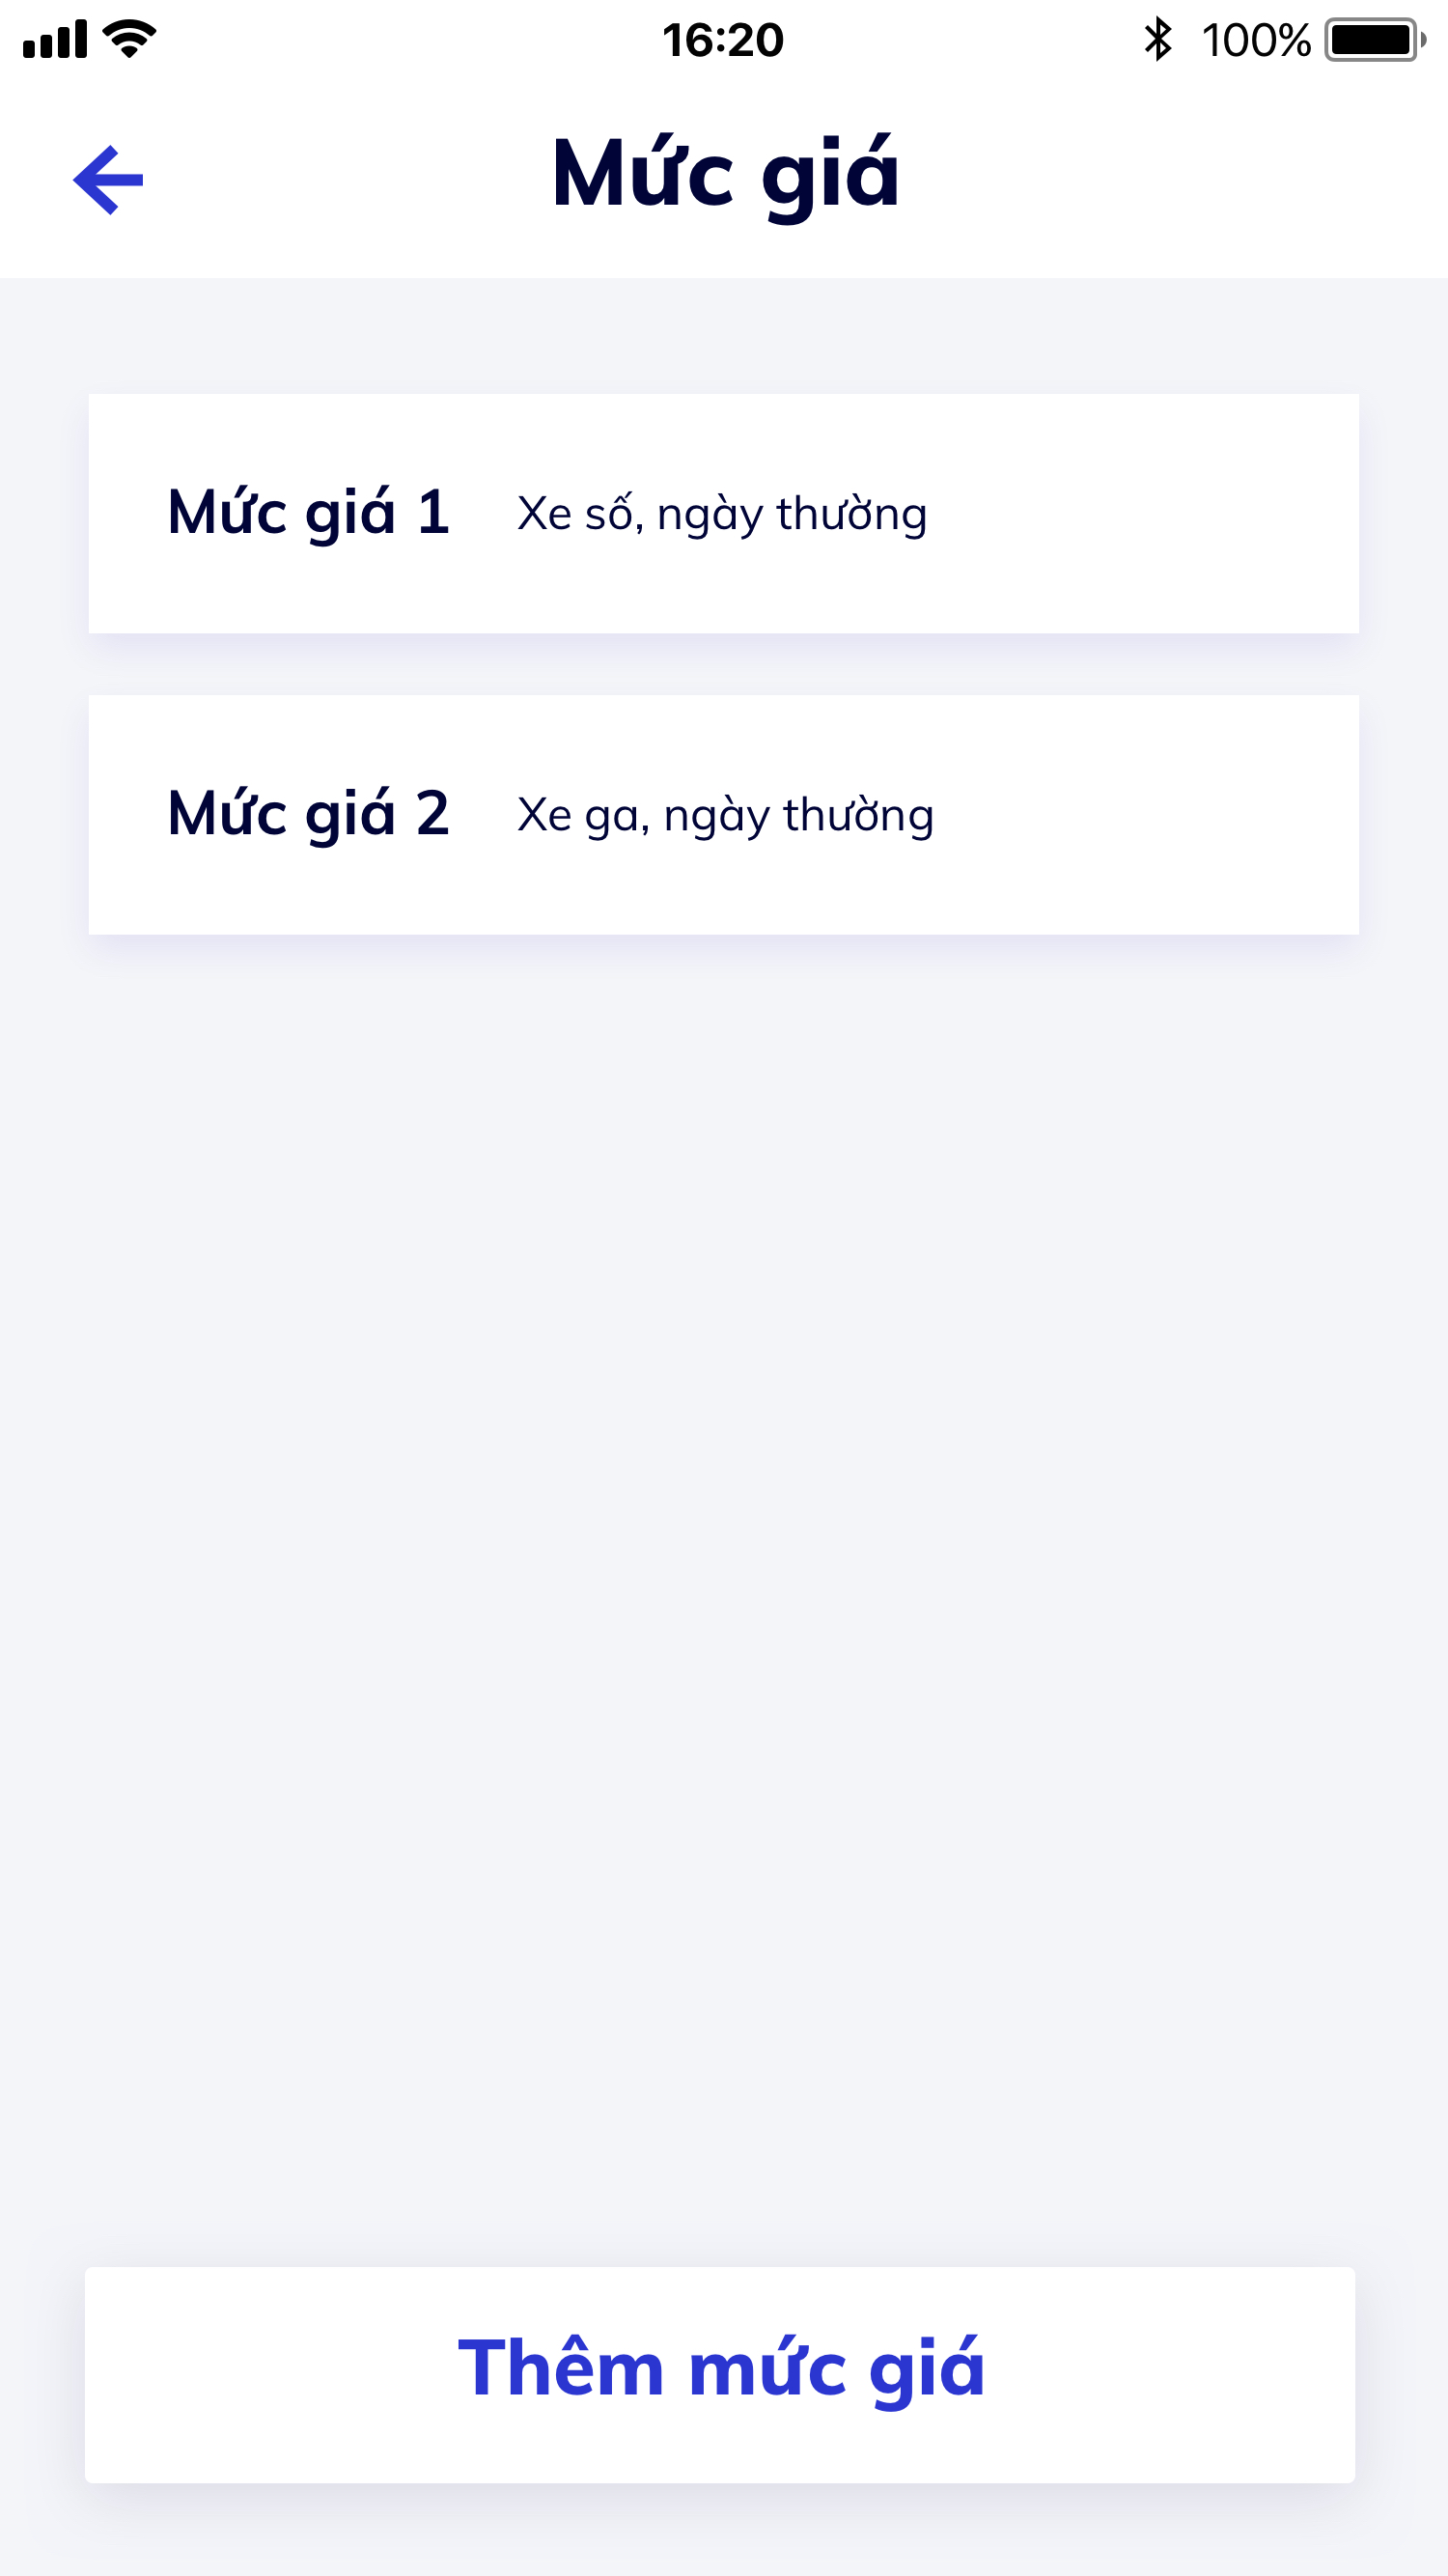 16:20 100%
Mức giá
Mức giá 1 Xe số, ngày thường
Mức giá 2 Xe ga, ngày thường
Thêm mức giá